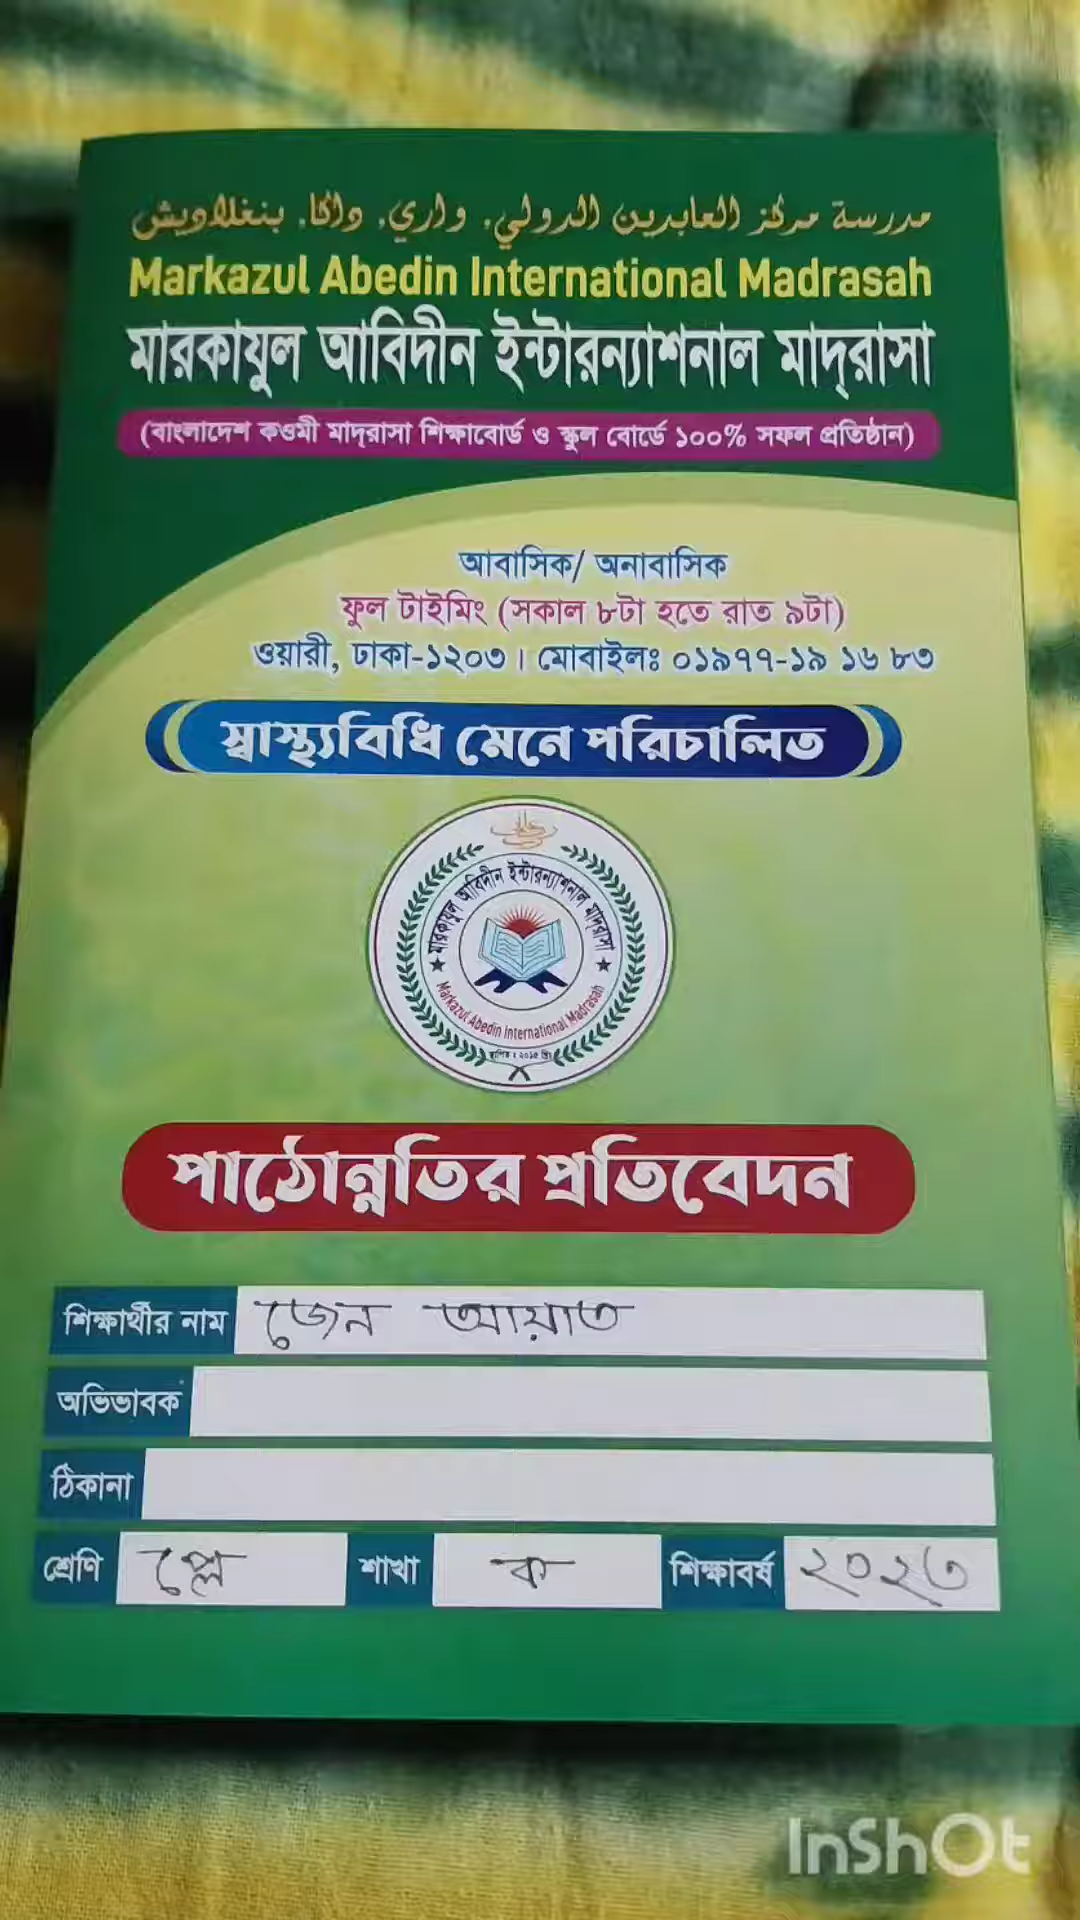 مدرسة مركز العابدين الدولي، واري، داكا، بنغلاديش
Markazul Abedin International Madrasah
মারকাযুল আবিদীন ইন্টারন্যাশনাল মাদ্‌রাসা
(বাংলাদেশ কওমী মাদ্‌রাসা শিক্ষাবোর্ড ও স্কুল বোর্ডে ১০০% সফল প্রতিষ্ঠান)
আবাসিক/ অনাবাসিক
ফুল টাইমিং (সকাল ৮টা হতে রাত ৯টা)
ওয়ারী, ঢাকা-১২০৩। মোবাইলঃ ০১৯৭৭-১৯ ১৬ ৮৩
স্বাস্থ্যবিধি মেনে পরিচালিত
মারকাযুল আবিদীন ইন্টারন্যাশনাল মাদ্‌রাসা
Markazul Abedin International Madrasah
স্থাপিত : ২০১৫ খ্রিঃ
পাঠোন্নতির প্রতিবেদন
শিক্ষার্থীর নাম জেন আয়াত
অভিভাবক
ঠিকানা
শ্রেণি প্লে শাখা ক শিক্ষাবর্ষ ২০২৩
InShOt